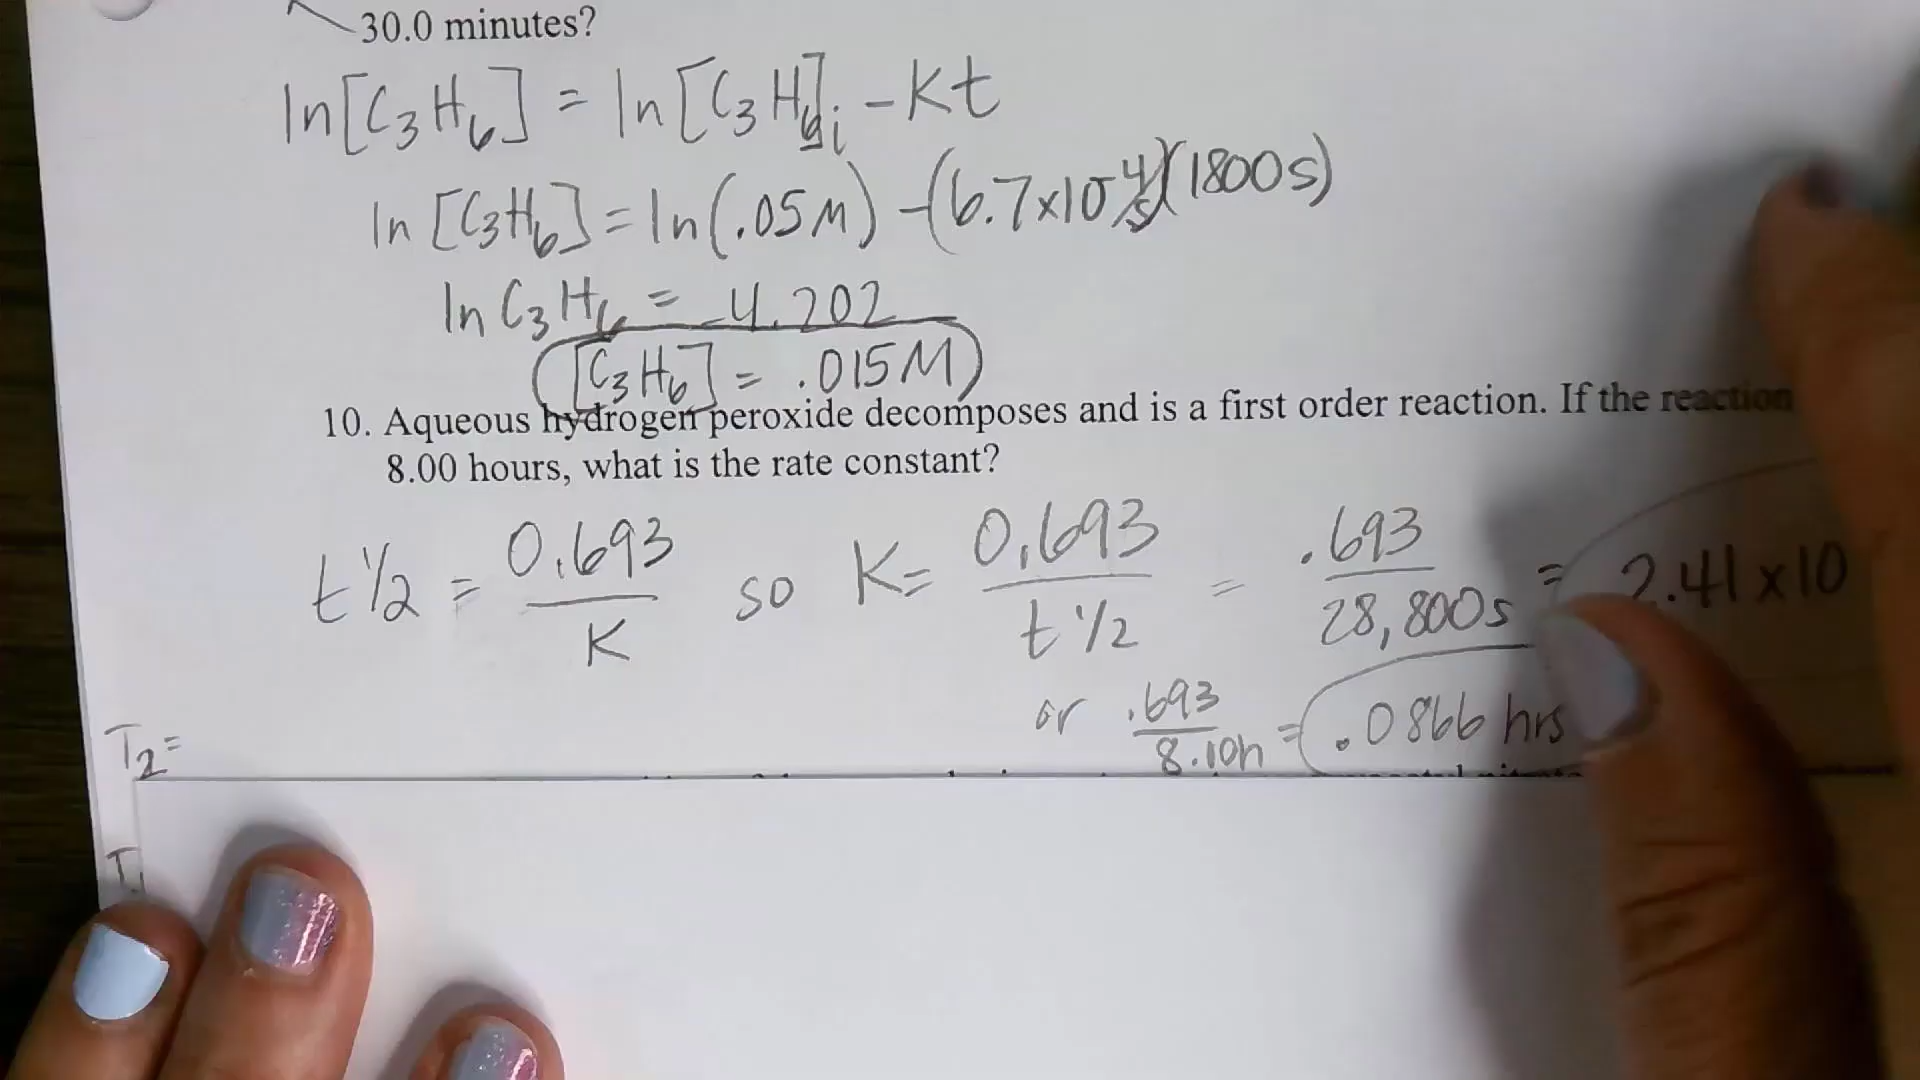 30.0 minutes?
ln[C₃H₆] = ln[C₃H₆]i - Kt
ln[C₃H₆] = ln(.05M) - (6.7x10⁻⁴/s)(1800s)
ln C₃H₆ = -4.202
[C₃H₆] = .015M
10. Aqueous hydrogen peroxide decomposes and is a first order reaction. If the reaction
8.00 hours, what is the rate constant?
t½ = 0.693/K so K = 0.693/t½ = .693/28,800s = 2.41x10
or .693/8.00h = .0866 hrs
T₂=